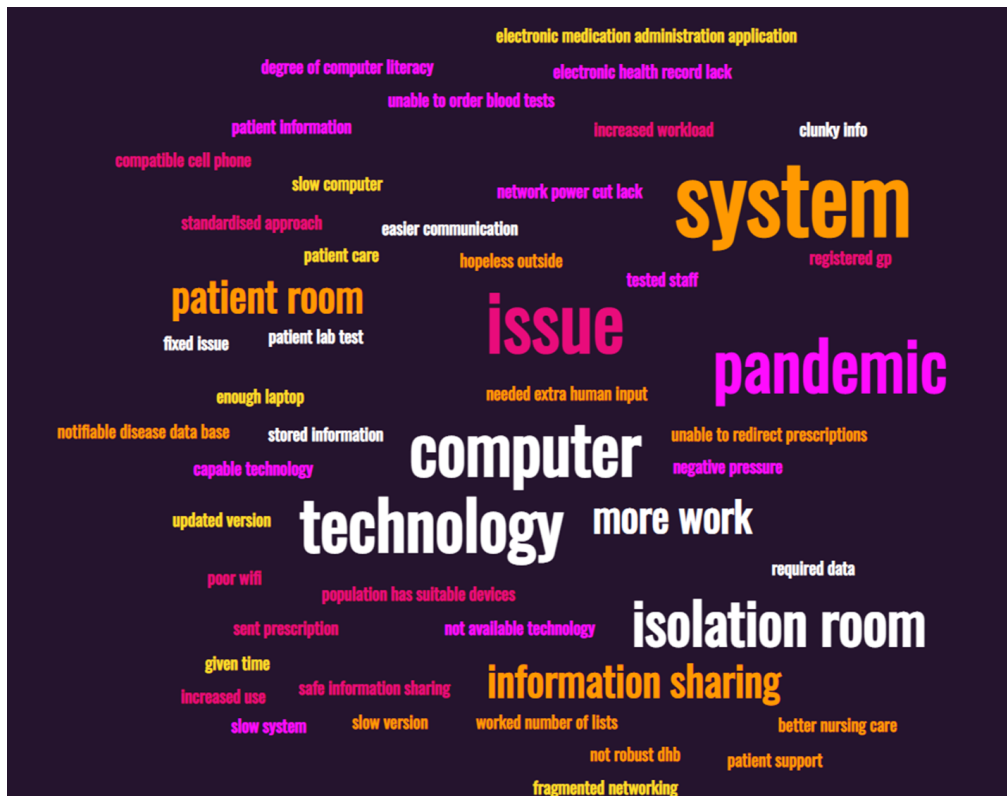 electronic medication administration application
degree of computer literacy
electronic health record lack
unable to order blood tests
patient information
increased workload
clunky info
compatible cell phone
slow computer
network power cut lack
system
standardised approach
easier communication
patient care
hopeless outside
registered gp
tested staff
patient room
issue
fixed issue
patient lab test
pandemic
enough laptop
needed extra human input
notifiable disease data base
stored information
computer
unable to redirect prescriptions
capable technology
negative pressure
updated version
technology
more work
required data
poor wifi
population has suitable devices
sent prescription
not available technology
isolation room
given time
increased use
safe information sharing
information sharing
slow system
slow version
worked number of lists
better nursing care
not robust dhb
patient support
fragmented networking